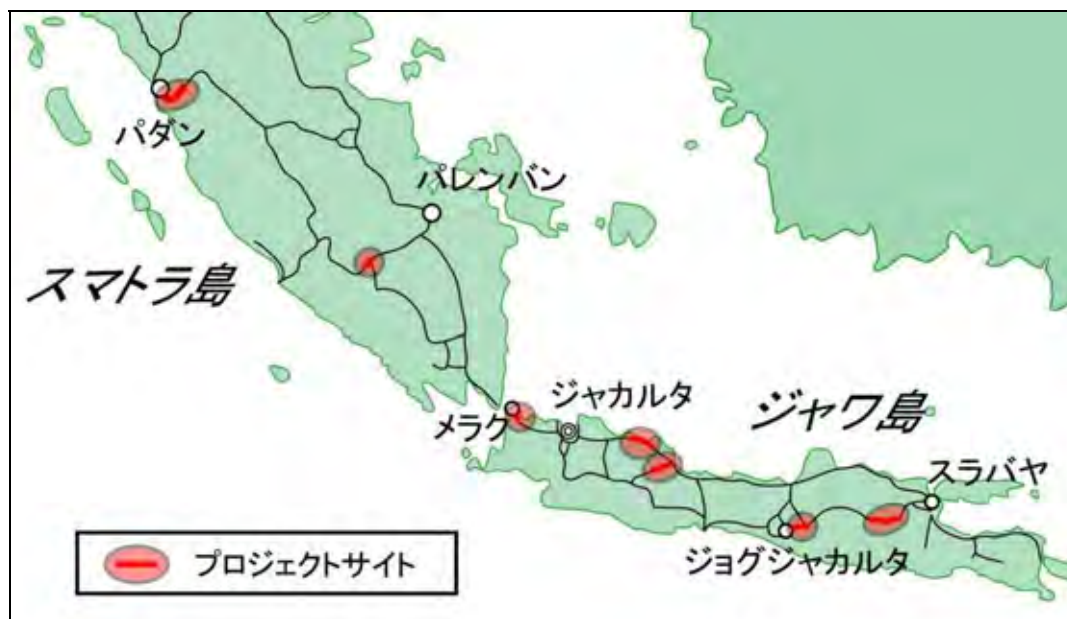 パダン
パレンバン
スマトラ島
ジャカルタ
ジャワ島
メラク
スラバヤ
ジョグジャカルタ
プロジェクトサイト